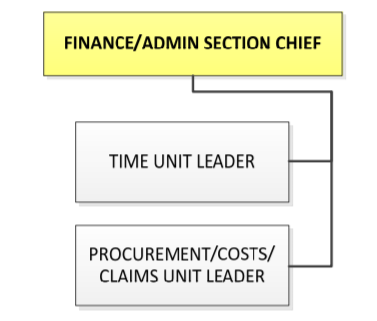 FINANCE/ADMIN SECTION CHIEF
TIME UNIT LEADER
PROCUREMENT/COSTS/
CLAIMS UNIT LEADER